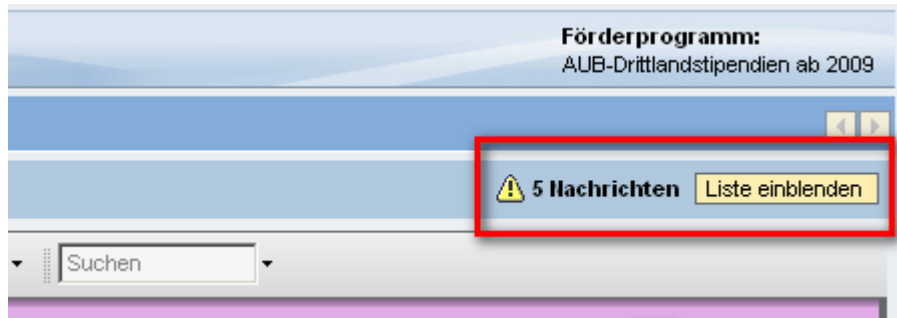 Förderprogramm:
AUB-Drittlandstipendien ab 2009
5 Nachrichten Liste einblenden
Suchen